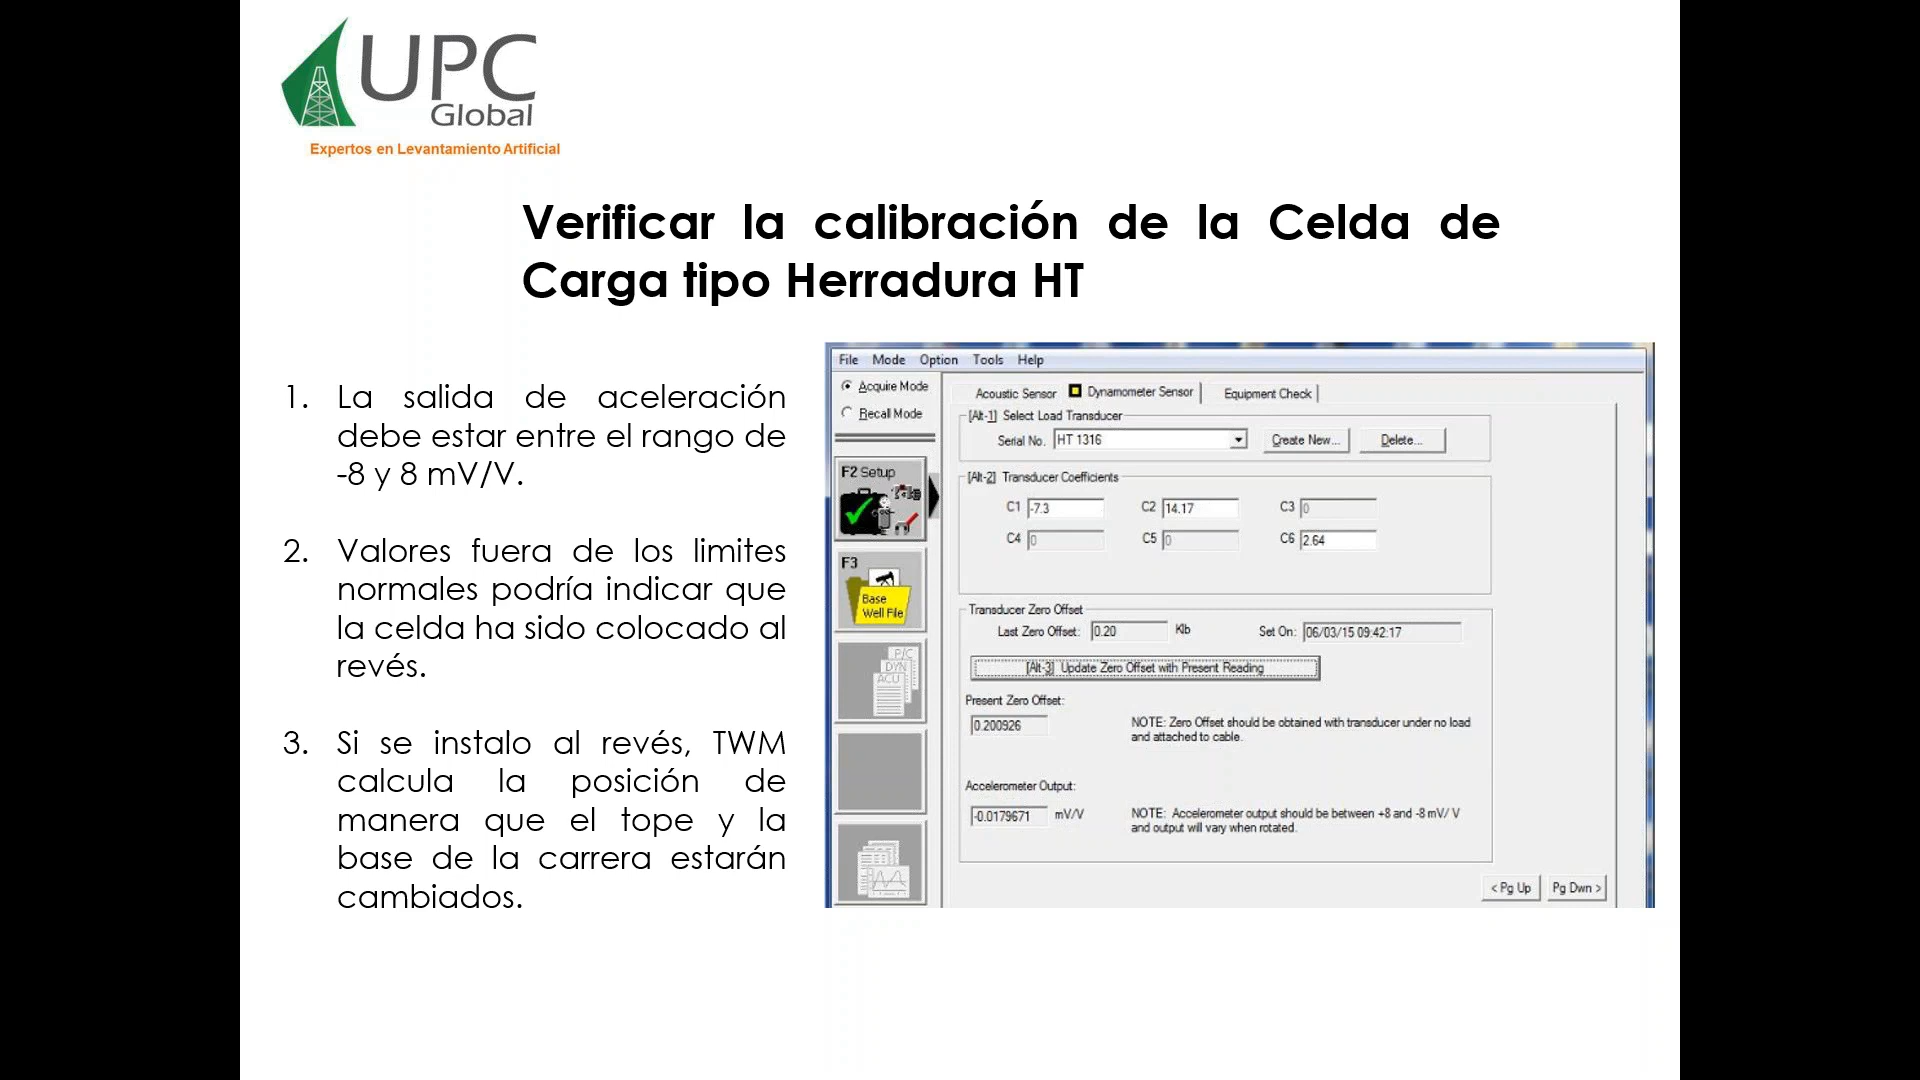 UPC
Global
Expertos en Levantamiento Artificial
Verificar la calibración de la Celda de
Carga tipo Herradura HT
1. La salida de aceleración
debe estar entre el rango de
-8 y 8 mV/V.
2. Valores fuera de los limites
normales podría indicar que
la celda ha sido colocado al
revés.
3. Si se instalo al revés, TWM
calcula la posición de
manera que el tope y la
base de la carrera estarán
cambiados.
File Mode Option Tools Help
Acquire Mode
Recall Mode
F2 Setup
F3
Base
Well File
P/C
DYN
ACU
Acoustic Sensor Dynamometer Sensor Equipment Check
[Alt-1] Select Load Transducer
Serial No. HT 1316 Create New... Delete...
[Alt-2] Transducer Coefficients
C1 -7.3 C2 14.17 C3 0
C4 0 C5 0 C6 2.64
Transducer Zero Offset
Last Zero Offset: 0.20 Klb Set On: 06/03/15 09:42:17
[Alt-3] Update Zero Offset with Present Reading
Present Zero Offset:
0.200926
NOTE: Zero Offset should be obtained with transducer under no load
and attached to cable.
Accelerometer Output:
-0.0179671 mV/V
NOTE: Accelerometer output should be between +8 and -8 mV/ V
and output will vary when rotated.
< Pg Up Pg Dwn >